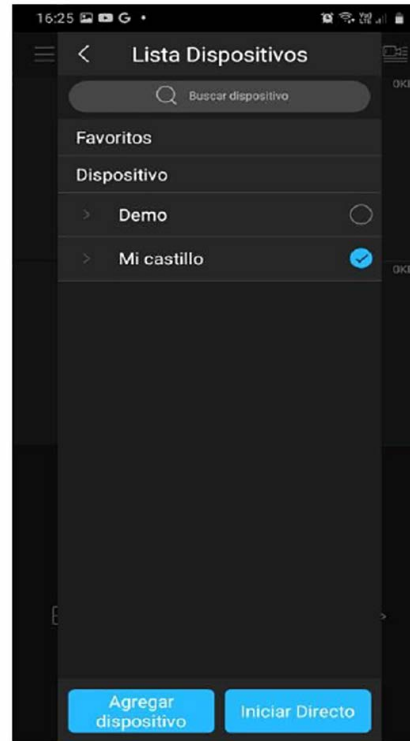 16:25 G
Lista Dispositivos
Buscar dispositivo
Favoritos
Dispositivo
Demo
Mi castillo
Agregar
dispositivo
Iniciar Directo